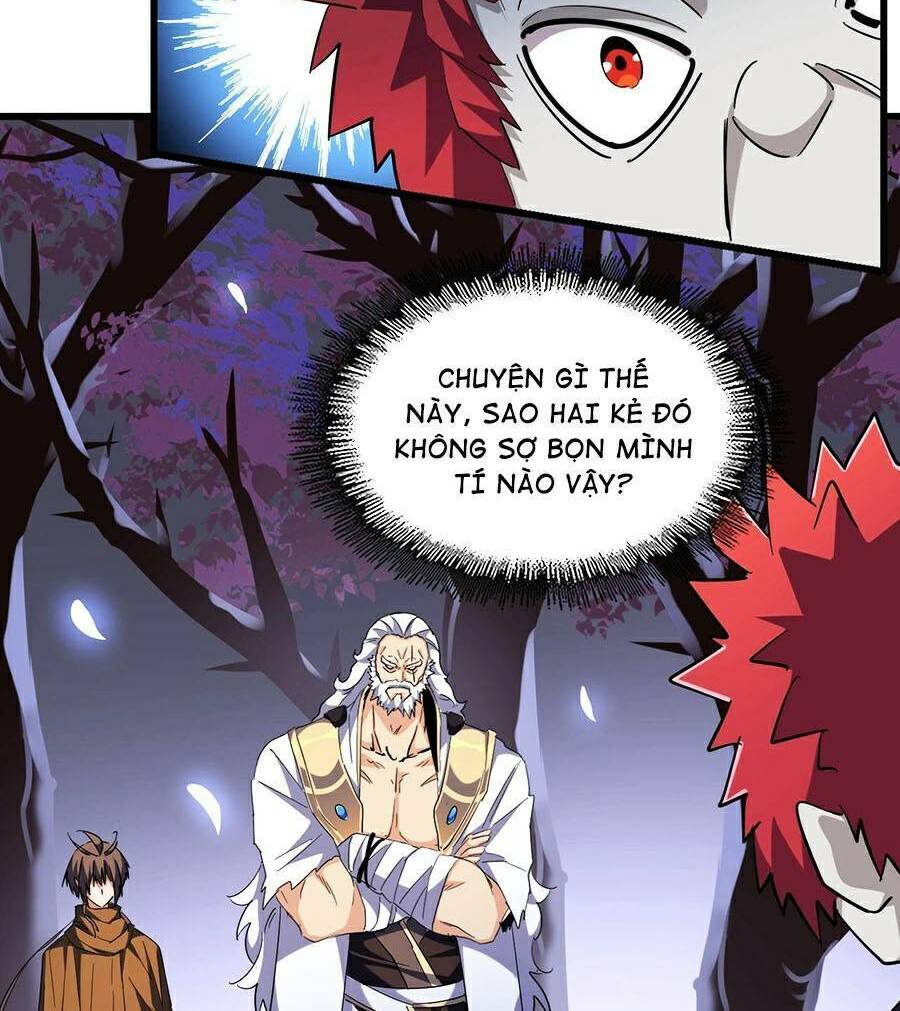 CHUYỆN GÌ THẾ
NÀY, SAO HAI KẺ ĐÓ
KHÔNG SỢ BỌN MÌNH
TÍ NÀO VẬY?